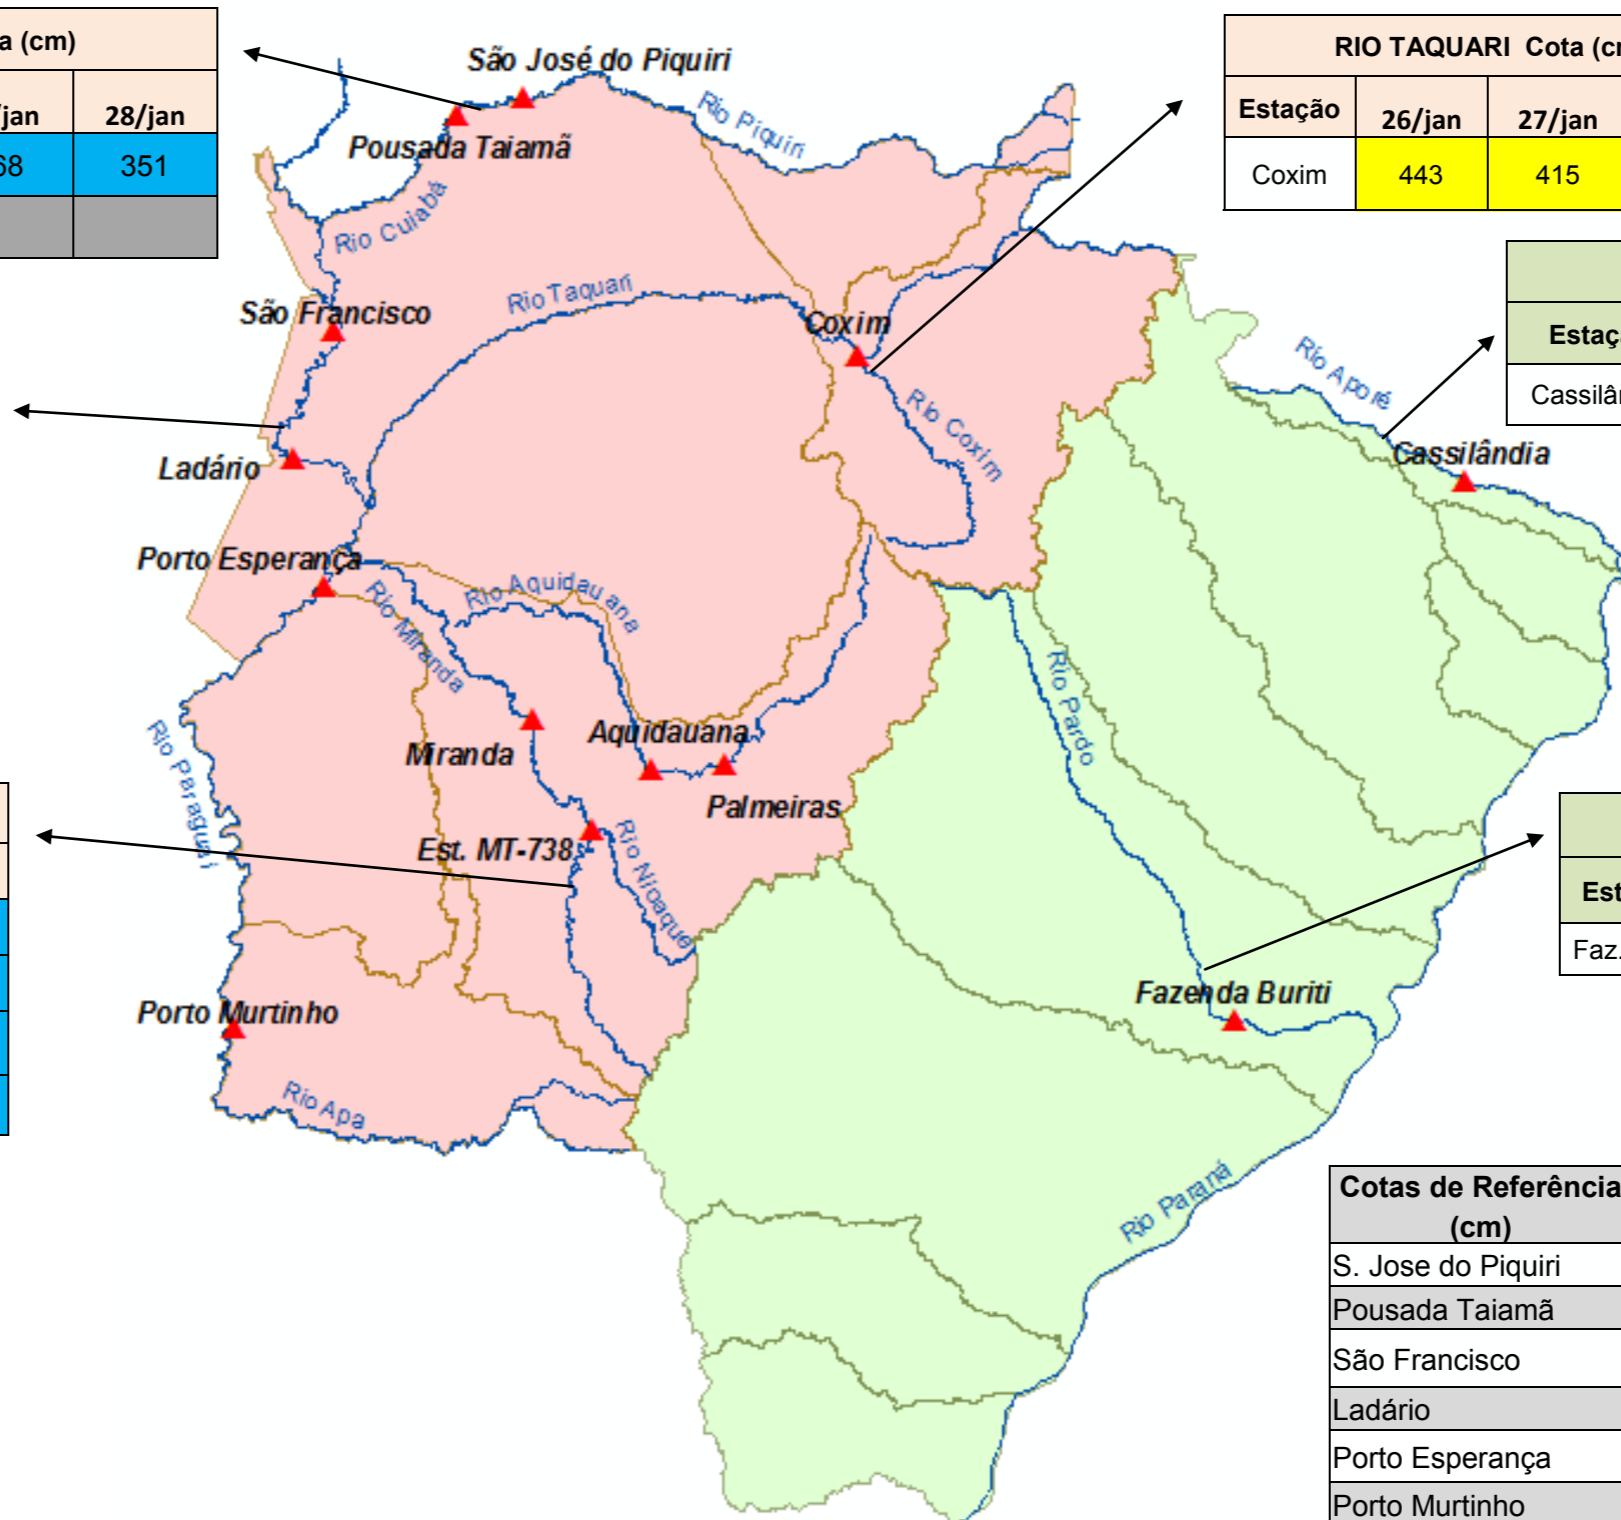 a (cm)
/jan 28/jan
68 351
RIO TAQUARI Cota (cm
Estação 26/jan 27/jan
Coxim 443 415
São José do Piquiri
Rio Piquiri
Pousada Taiamã
Rio Cuiabá
Rio Taquari
São Francisco
Coxim
Rio Coxim
Ladário
Porto Esperança
Rio Aquidauana
Rio Miranda
Rio Aporé
Estaç
Cassilân
Cassilândia
Rio Pardo
Rio Paraguai
Miranda
Aquidauana
Palmeiras
Est. MT-738
Rio Nioaque
Est
Faz.
Fazenda Buriti
Porto Murtinho
Rio Apa
Rio Paraná
Cotas de Referência
(cm)
S. Jose do Piquiri
Pousada Taiamã
São Francisco
Ladário
Porto Esperança
Porto Murtinho